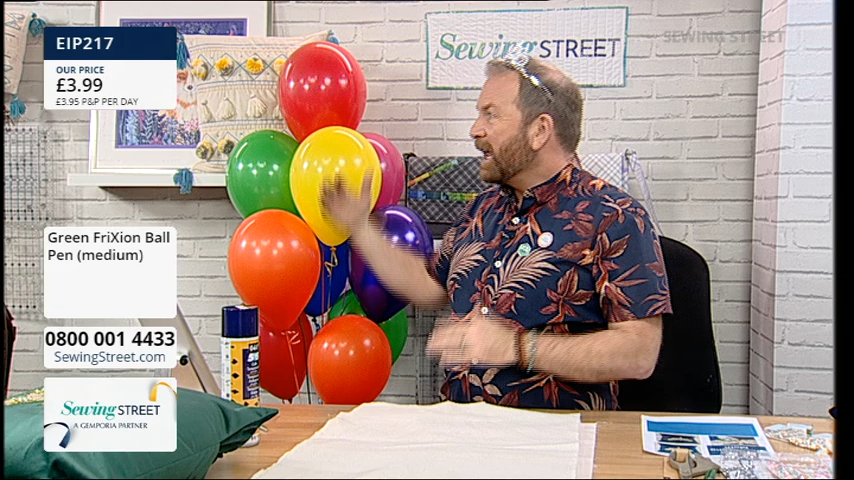 EIP217
OUR PRICE
£3.99
£3.95 P&P PER DAY
Green FriXion Ball
Pen (medium)
0800 001 4433
SewingStreet.com
Sewing STREET
A GEMPORIA PARTNER
Sewing STREET
SEWING STREET